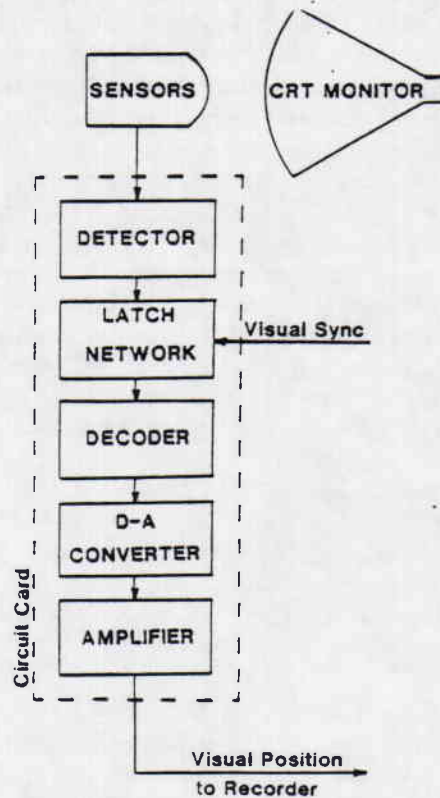 SENSORS
CRT MONITOR
DETECTOR
LATCH
NETWORK
Visual Sync
DECODER
D-A
CONVERTER
AMPLIFIER
Circuit Card
Visual Position
to Recorder